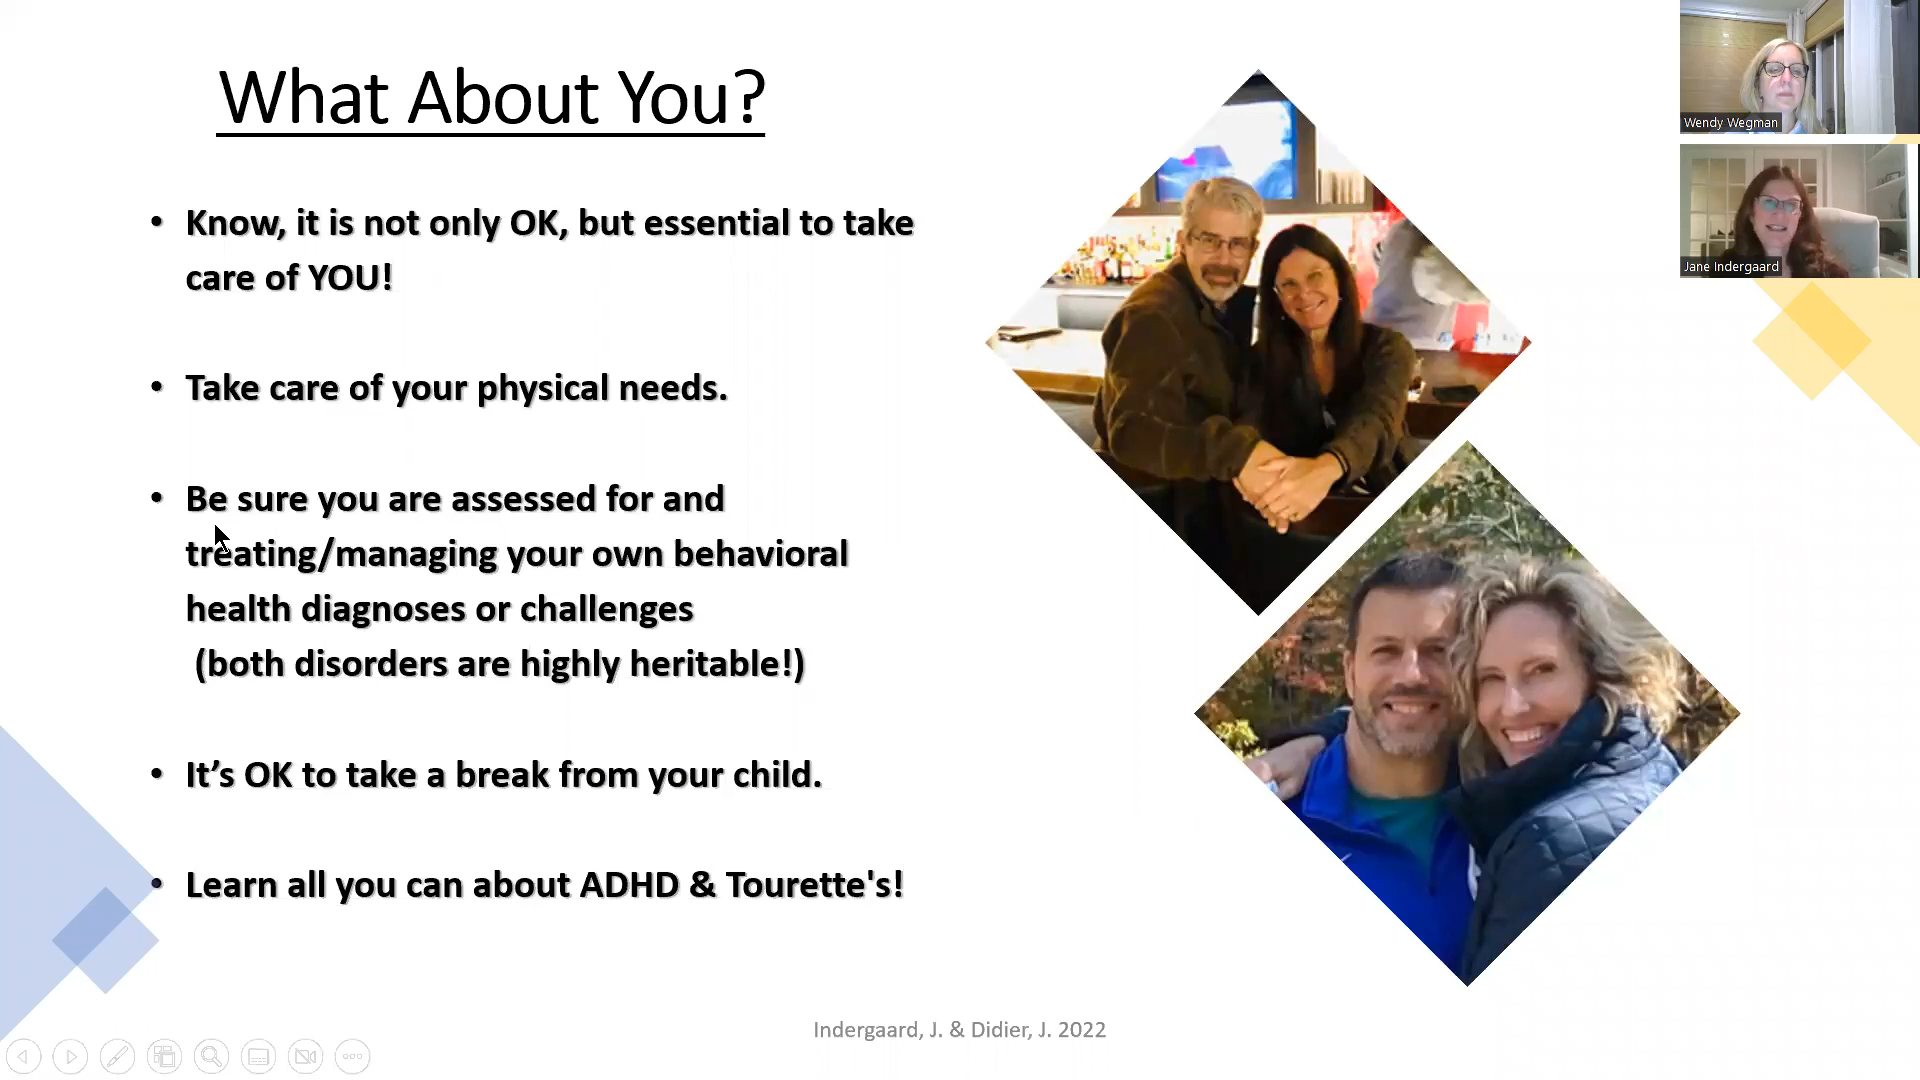 What About You?
• Know, it is not only OK, but essential to take
care of YOU!
• Take care of your physical needs.
• Be sure you are assessed for and
treating/managing your own behavioral
health diagnoses or challenges
(both disorders are highly heritable!)
• It’s OK to take a break from your child.
• Learn all you can about ADHD & Tourette's!
Indergaard, J. & Didier, J. 2022
Wendy Wegman
Jane Indergaard